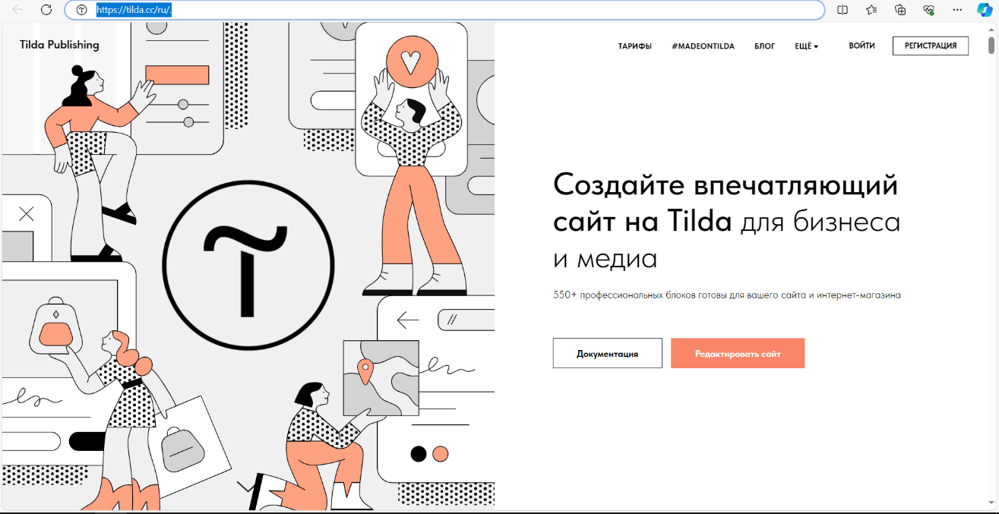 https://tilda.cc/ru/.
Tilda Publishing
ТАРИФЫ #MADEONTILDA БЛОГ ЕЩЁ ВОЙТИ РЕГИСТРАЦИЯ
Создайте впечатляющий
сайт на Tilda для бизнеса
и медиа
550+ профессиональных блоков готовы для вашего сайта и интернет-магазина
Документация Редактировать сайт